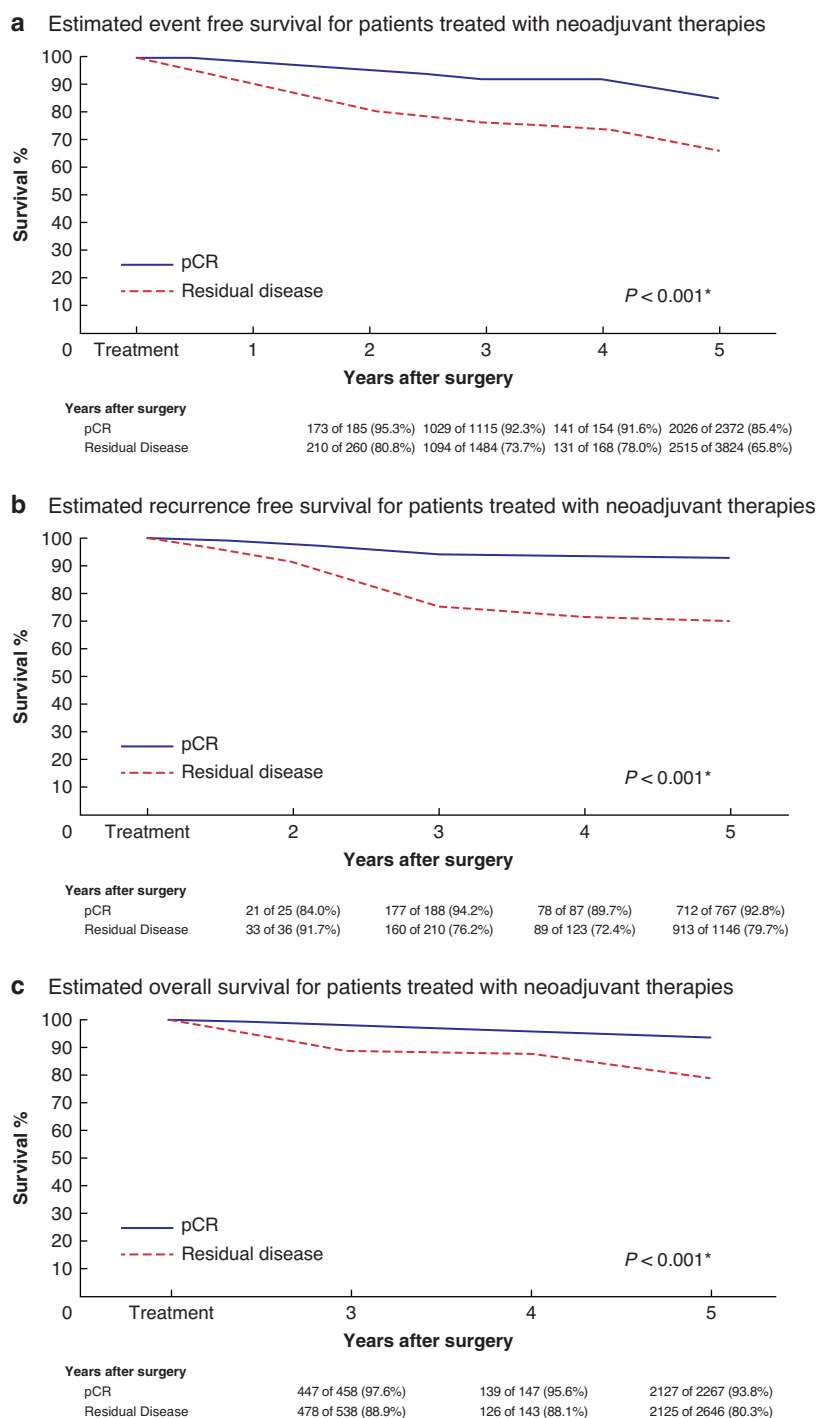 a Estimated event free survival for patients treated with neoadjuvant therapies
100
90
80
70
60
50
40
30
20
10
0
Survival %
pCR
Residual disease
P < 0.001*
Treatment 1 2 3 4 5
Years after surgery
Years after surgery
pCR 173 of 185 (95.3%) 1029 of 1115 (92.3%) 141 of 154 (91.6%) 2026 of 2372 (85.4%)
Residual Disease 210 of 260 (80.8%) 1094 of 1484 (73.7%) 131 of 168 (78.0%) 2515 of 3824 (65.8%)
b Estimated recurrence free survival for patients treated with neoadjuvant therapies
100
90
80
70
60
50
40
30
20
10
0
Survival %
pCR
Residual disease
P < 0.001*
Treatment 2 3 4 5
Years after surgery
Years after surgery
pCR 21 of 25 (84.0%) 177 of 188 (94.2%) 78 of 87 (89.7%) 712 of 767 (92.8%)
Residual Disease 33 of 36 (91.7%) 160 of 210 (76.2%) 89 of 123 (72.4%) 913 of 1146 (79.7%)
c Estimated overall survival for patients treated with neoadjuvant therapies
100
90
80
70
60
50
40
30
20
10
0
Survival %
pCR
Residual disease
P < 0.001*
Treatment 3 4 5
Years after surgery
Years after surgery
pCR 447 of 458 (97.6%) 139 of 147 (95.6%) 2127 of 2267 (93.8%)
Residual Disease 478 of 538 (88.9%) 126 of 143 (88.1%) 2125 of 2646 (80.3%)